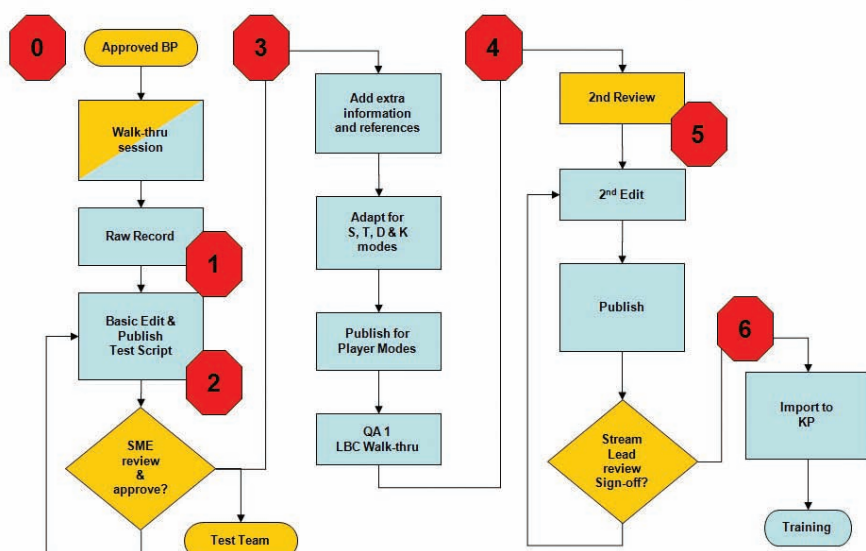 0
Approved BP
Walk-thru
session
Raw Record
1
Basic Edit &
Publish
Test Script
2
SME
review
&
approve?
Test Team
3
Add extra
information
and references
Adapt for
S, T, D & K
modes
Publish for
Player Modes
QA 1
LBC Walk-thru
4
2nd Review
5
2nd Edit
Publish
Stream
Lead
review
Sign-off?
6
Import to
KP
Training